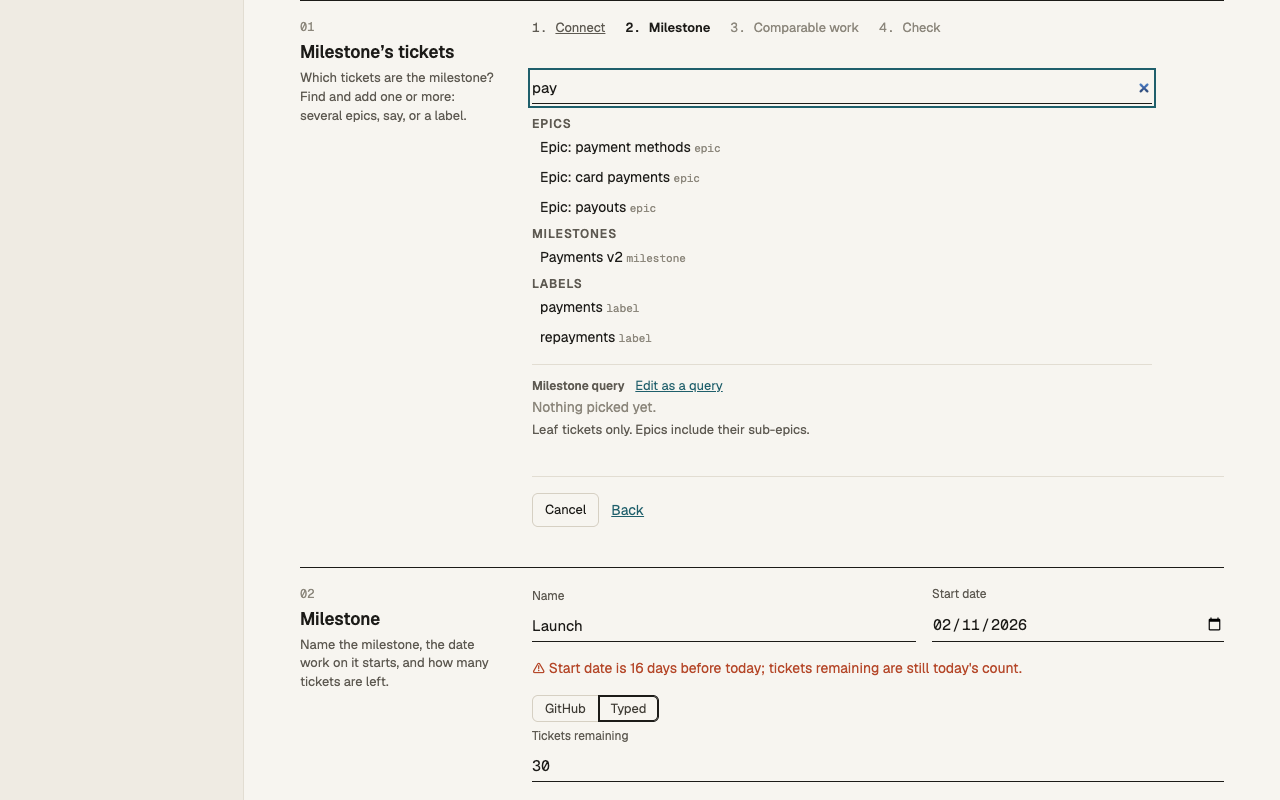 01
Milestone’s tickets
Which tickets are the milestone?
Find and add one or more:
several epics, say, or a label.
1. Connect 2. Milestone 3. Comparable work 4. Check
pay
EPICS
Epic: payment methods epic
Epic: card payments epic
Epic: payouts epic
MILESTONES
Payments v2 milestone
LABELS
payments label
repayments label
Milestone query Edit as a query
Nothing picked yet.
Leaf tickets only. Epics include their sub-epics.
Cancel Back
02
Milestone
Name the milestone, the date
work on it starts, and how many
tickets are left.
Name Start date
Launch 02/11/2026
Start date is 16 days before today; tickets remaining are still today's count.
GitHub Typed
Tickets remaining
30